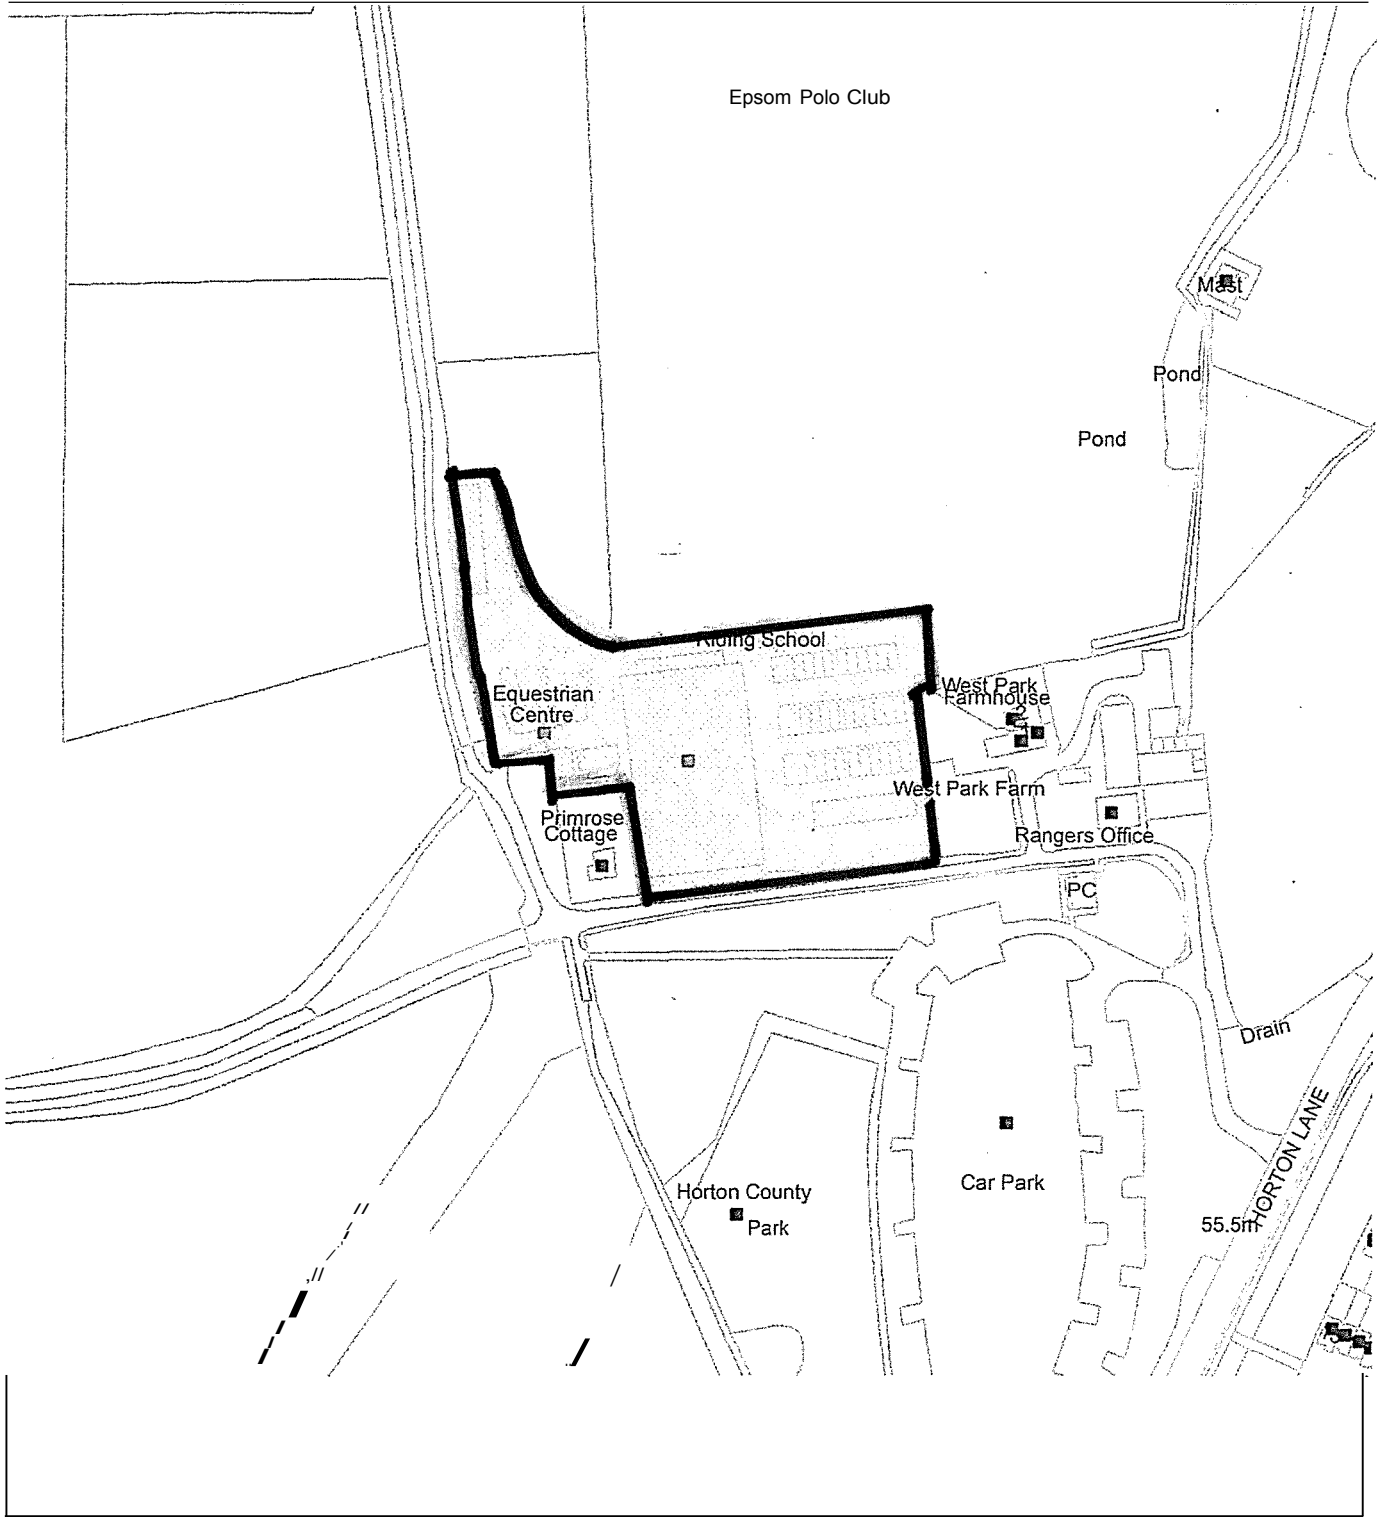 Epsom Polo Club
Mast
Pond
Pond
Riding School
Equestrian
Centre
West Park
Farmhouse
2
West Park Farm
Primrose
Cottage
Rangers Office
PC
Drain
HORTON LANE
Car Park
Horton County
Park
55.5m